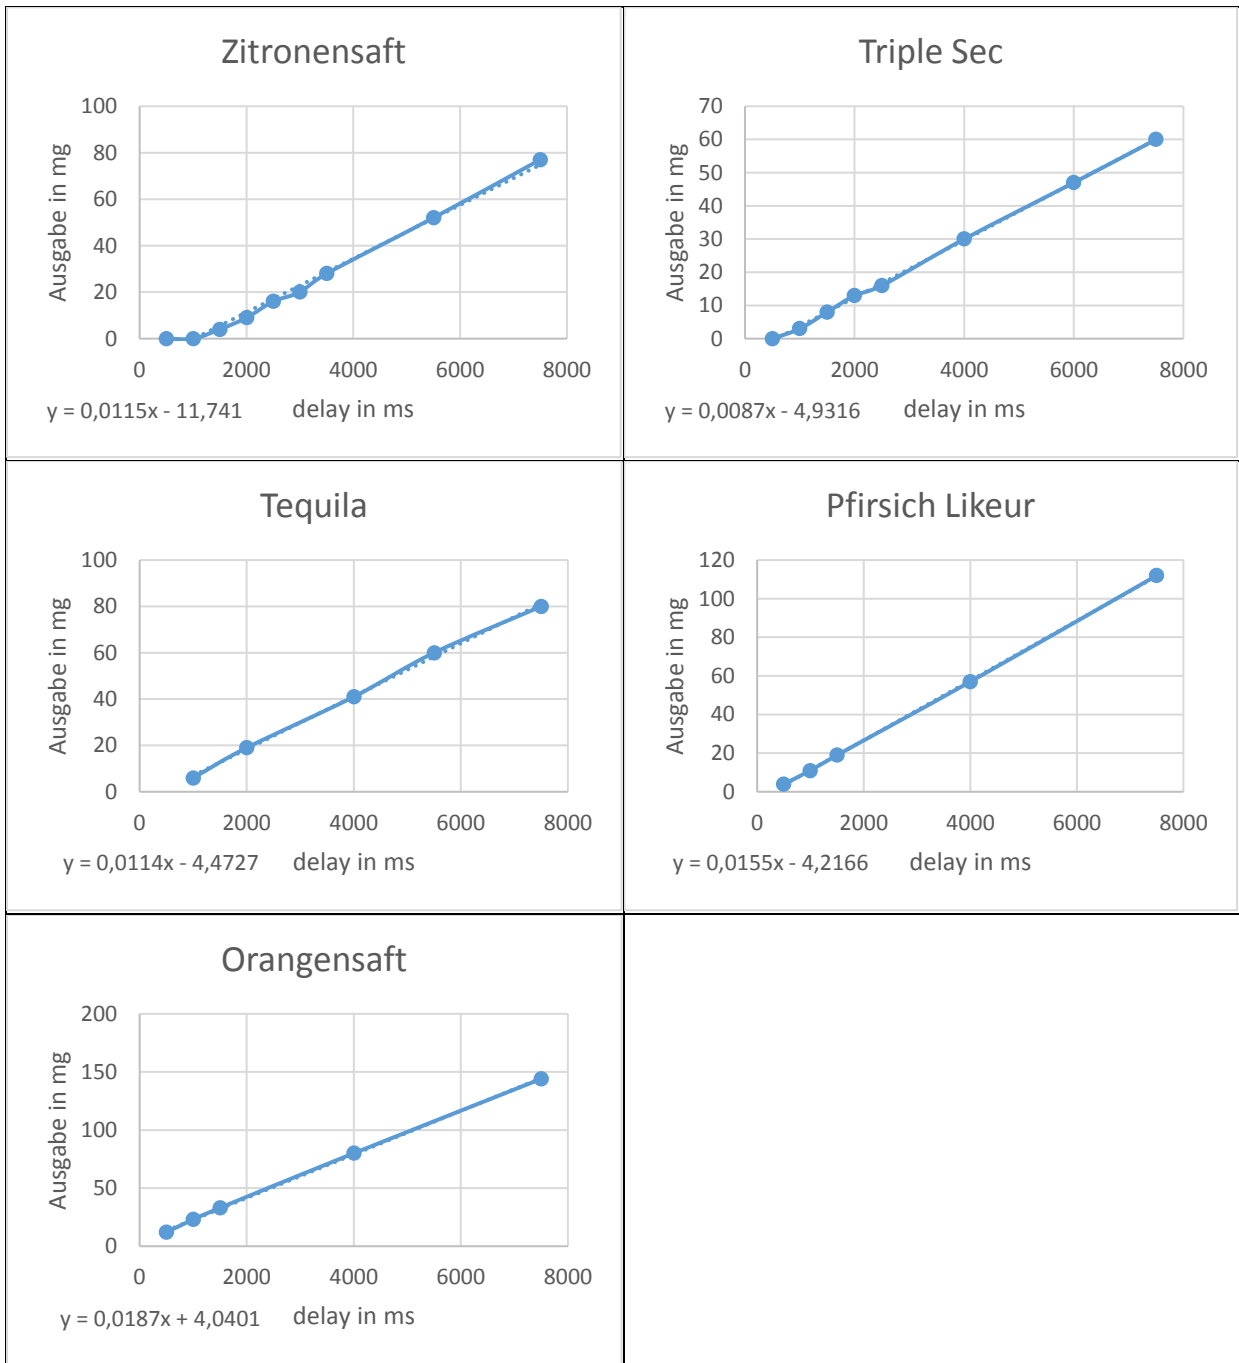 Zitronensaft
100
80
60
40
20
0
Ausgabe in mg
0 2000 4000 6000 8000
y = 0,0115x - 11,741 delay in ms
Triple Sec
70
60
50
40
30
20
10
0
Ausgabe in mg
0 2000 4000 6000 8000
y = 0,0087x - 4,9316 delay in ms
Tequila
100
80
60
40
20
0
Ausgabe in mg
0 2000 4000 6000 8000
y = 0,0114x - 4,4727 delay in ms
Pfirsich Likeur
120
100
80
60
40
20
0
Ausgabe in mg
0 2000 4000 6000 8000
y = 0,0155x - 4,2166 delay in ms
Orangensaft
200
150
100
50
0
Ausgabe in mg
0 2000 4000 6000 8000
y = 0,0187x + 4,0401 delay in ms